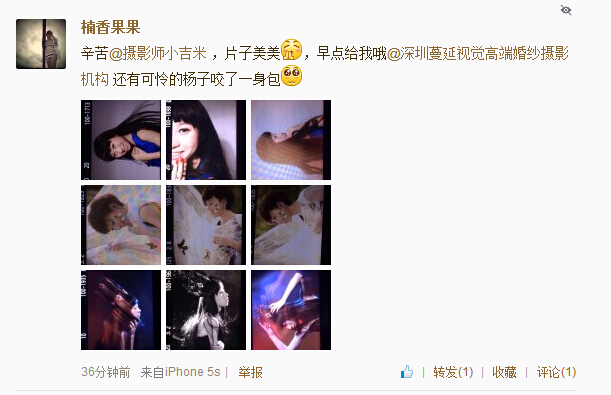 楠香果果
辛苦@摄影师小吉米 ，片子美美 ，早点给我哦@深圳蔓延视觉高端婚纱摄影
机构 还有可怜的杨子咬了一身包
100-1713
20
36分钟前 来自iPhone 5s | 举报
转发(1) | 收藏 | 评论(1)